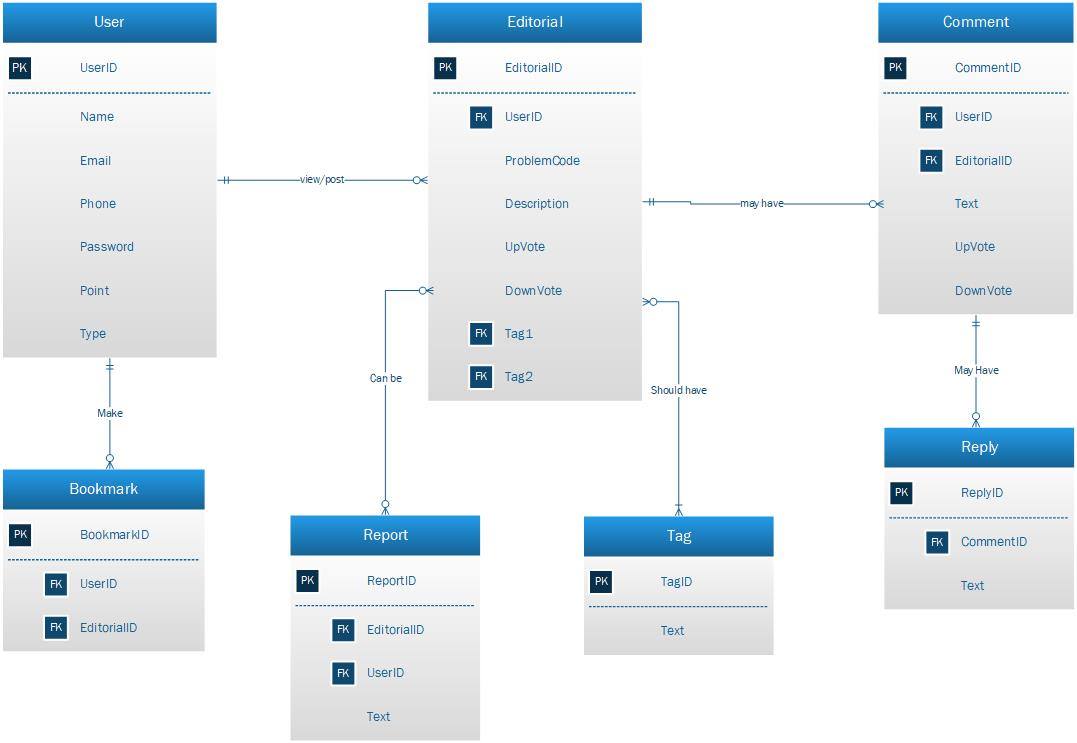 User
PK UserID
Name
Email
Phone
Password
Point
Type
view/post
Make
Editorial
PK EditorialID
FK UserID
ProblemCode
Description
UpVote
DownVote
FK Tag1
FK Tag2
may have
Can be
Should have
Comment
PK CommentID
FK UserID
FK EditorialID
Text
UpVote
DownVote
May Have
Bookmark
PK BookmarkID
FK UserID
FK EditorialID
Report
PK ReportID
FK EditorialID
FK UserID
Text
Tag
PK TagID
Text
Reply
PK ReplyID
FK CommentID
Text